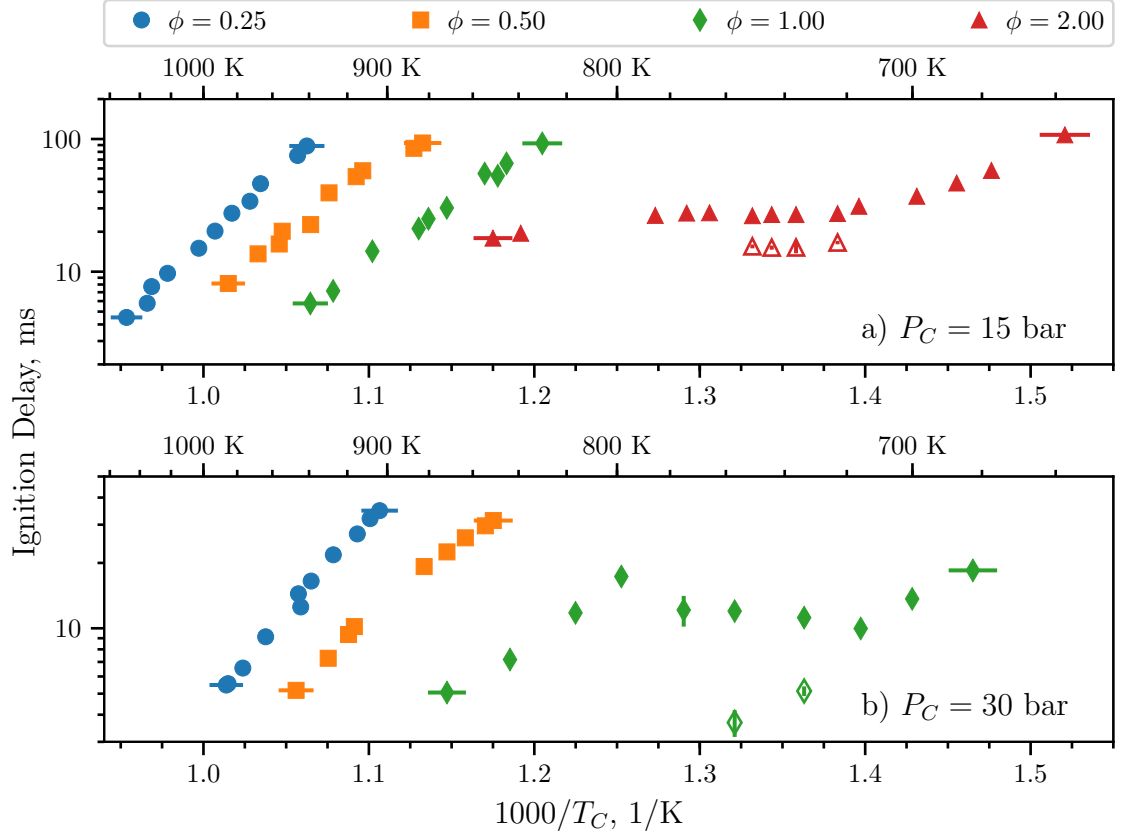 ϕ = 0.25 ϕ = 0.50 ϕ = 1.00 ϕ = 2.00
1000 K 900 K 800 K 700 K
100
10
a) P_C = 15 bar
1.0 1.1 1.2 1.3 1.4 1.5
Ignition Delay, ms
1000 K 900 K 800 K 700 K
10
b) P_C = 30 bar
1.0 1.1 1.2 1.3 1.4 1.5
1000/T_C, 1/K